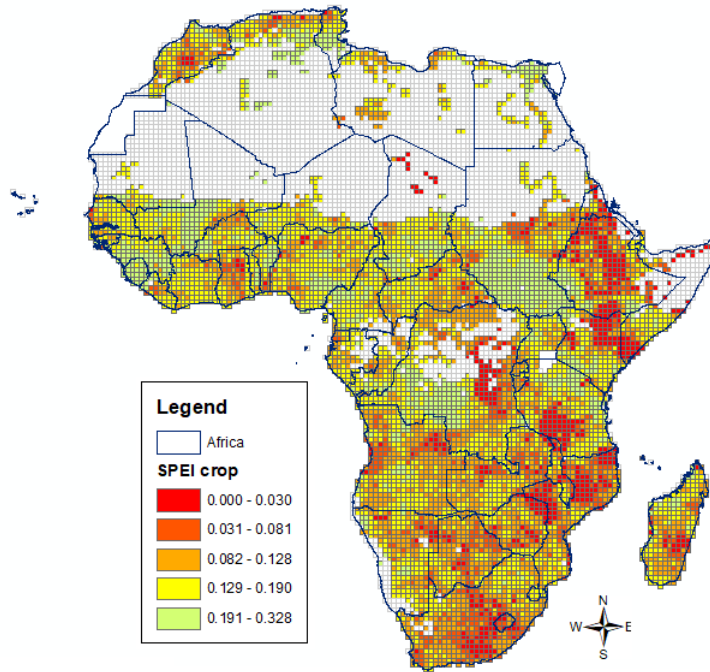 Legend
Africa
SPEI crop
0.000 - 0.030
0.031 - 0.081
0.082 - 0.128
0.129 - 0.190
0.191 - 0.328
N
W E
S